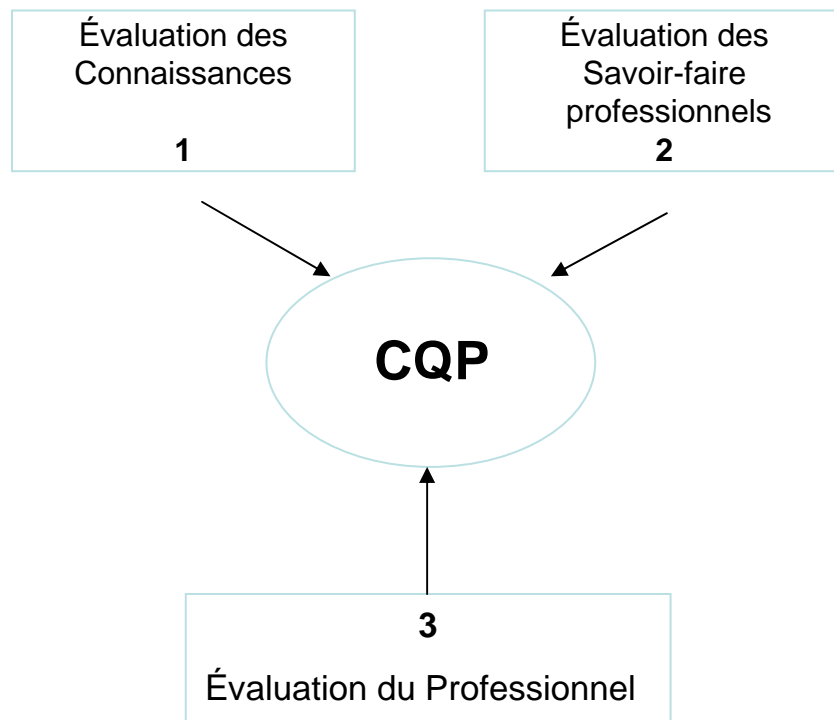 Évaluation des
Connaissances
1
Évaluation des
Savoir-faire
professionnels
2
CQP
3
Évaluation du Professionnel